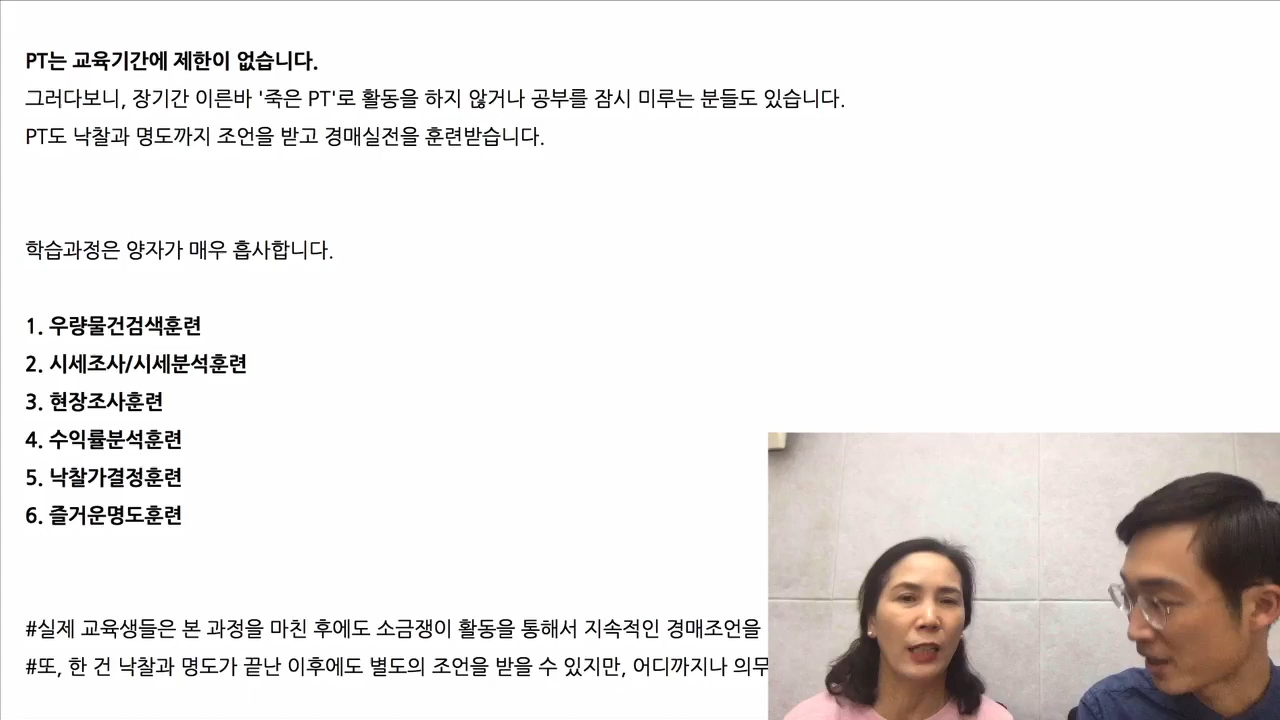 PT는 교육기간에 제한이 없습니다.
그러다보니, 장기간 이른바 '죽은 PT'로 활동을 하지 않거나 공부를 잠시 미루는 분들도 있습니다.
PT도 낙찰과 명도까지 조언을 받고 경매실전을 훈련받습니다.
학습과정은 양자가 매우 흡사합니다.
1. 우량물건검색훈련
2. 시세조사/시세분석훈련
3. 현장조사훈련
4. 수익률분석훈련
5. 낙찰가결정훈련
6. 즐거운명도훈련
#실제 교육생들은 본 과정을 마친 후에도 소금쟁이 활동을 통해서 지속적인 경매조언을
#또, 한 건 낙찰과 명도가 끝난 이후에도 별도의 조언을 받을 수 있지만, 어디까지나 의무